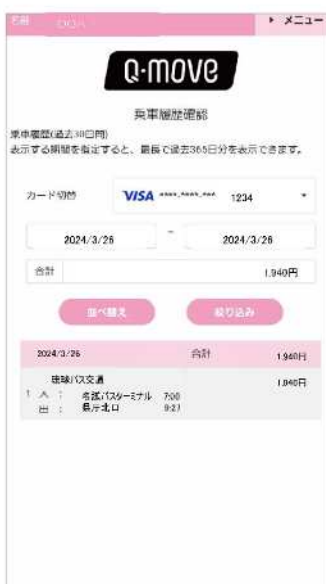 名前
メニュー
Q-move
乗車履歴確認
乗車履歴(過去30日間)
表示する期間を指定すると、最長で過去365日分を表示できます。
カード切替 VISA ****-****-*** 1234
2024/3/26 ~ 2024/3/26
合計 1,940円
並べ替え 絞り込み
2024/3/26 合計 1,940円
琉球バス交通 1,940円
1 入 : 名護バスターミナル 7:00
出 : 県庁北口 9:27